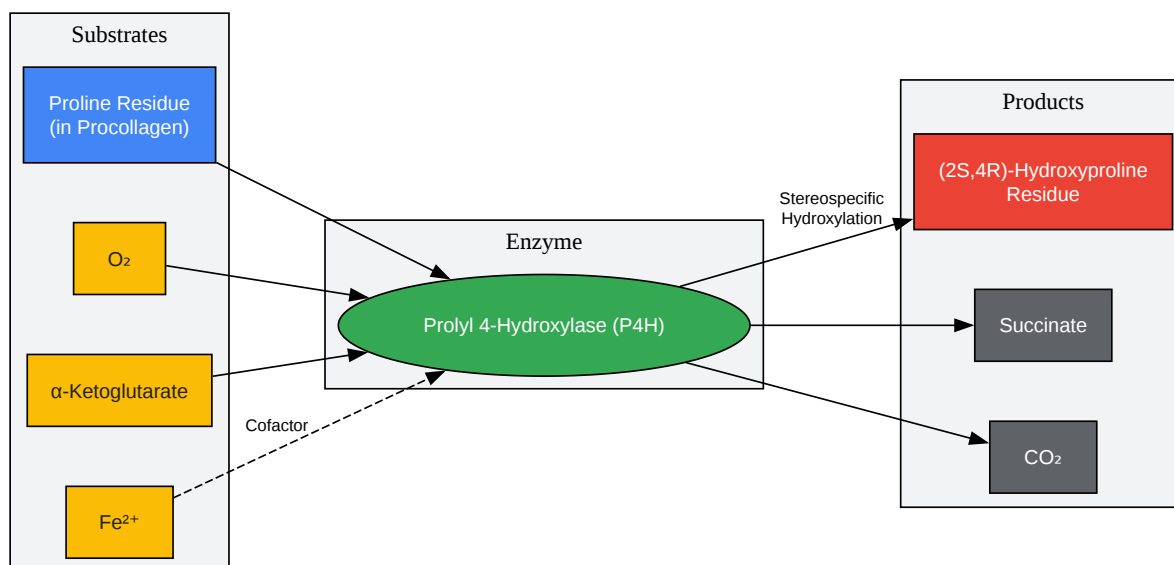 Substrates
Proline Residue
(in Procollagen)
O₂
α-Ketoglutarate
Fe²⁺
Cofactor
Enzyme
Prolyl 4-Hydroxylase (P4H)
Stereospecific
Hydroxylation
Products
(2S,4R)-Hydroxyproline
Residue
Succinate
CO₂